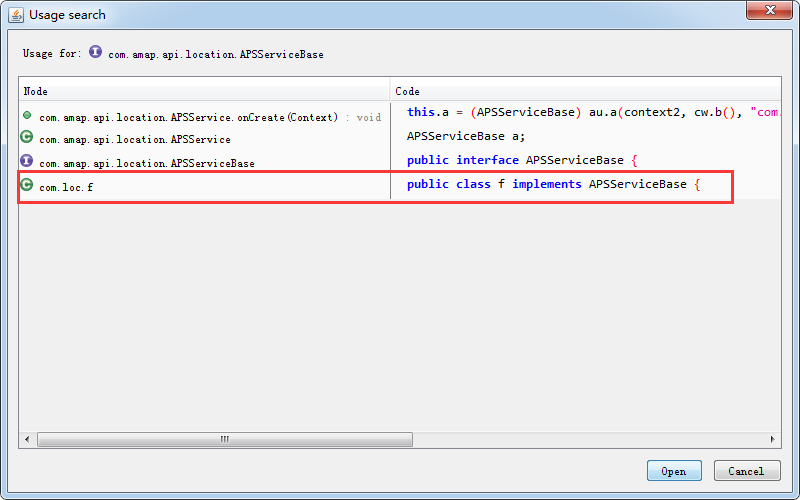 Usage search
Usage for: I com.amap.api.location.APSServiceBase
Node Code
com.amap.api.location.APSService.onCreate(Context) : void this.a = (APSServiceBase) au.a(context2, cw.b(), "com.
C com.amap.api.location.APSService APSServiceBase a;
I com.amap.api.location.APSServiceBase public interface APSServiceBase {
C com.loc.f public class f implements APSServiceBase {
Open Cancel